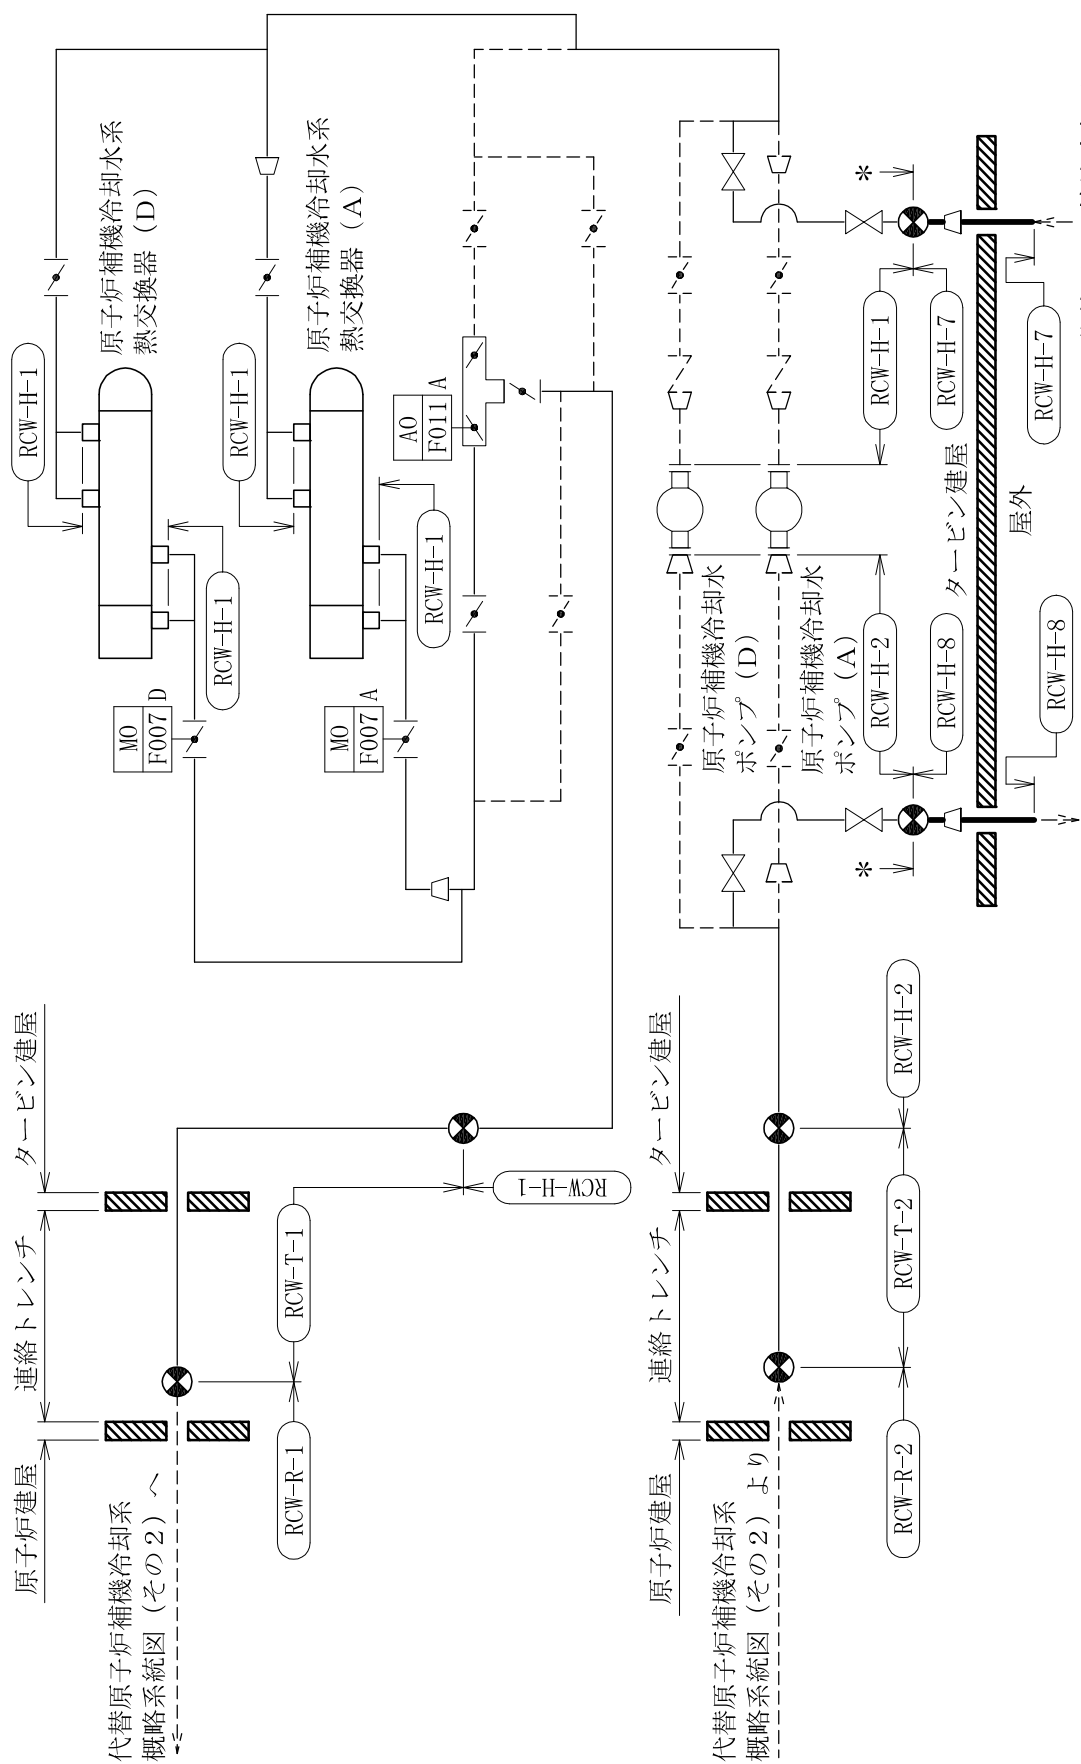 原子炉補機冷却水系
熱交換器（D）
原子炉補機冷却水系
熱交換器（A）
RCW-H-1
RCW-H-1
RCW-H-1
RCW-H-1
MO
F007
D
MO
F007
A
AO
F011
A
原子炉建屋
連絡トレンチ
タービン建屋
代替原子炉補機冷却系
概略系統図（その２）へ
RCW-R-1
RCW-T-1
RCW-H-1
原子炉補機冷却水
ポンプ（D）
原子炉補機冷却水
ポンプ（A）
RCW-H-2
RCW-H-1
RCW-H-8
RCW-H-7
*
*
タービン建屋
屋外
RCW-H-8
RCW-H-7
原子炉建屋
連絡トレンチ
タービン建屋
代替原子炉補機冷却系
概略系統図（その２）より
RCW-R-2
RCW-T-2
RCW-H-2